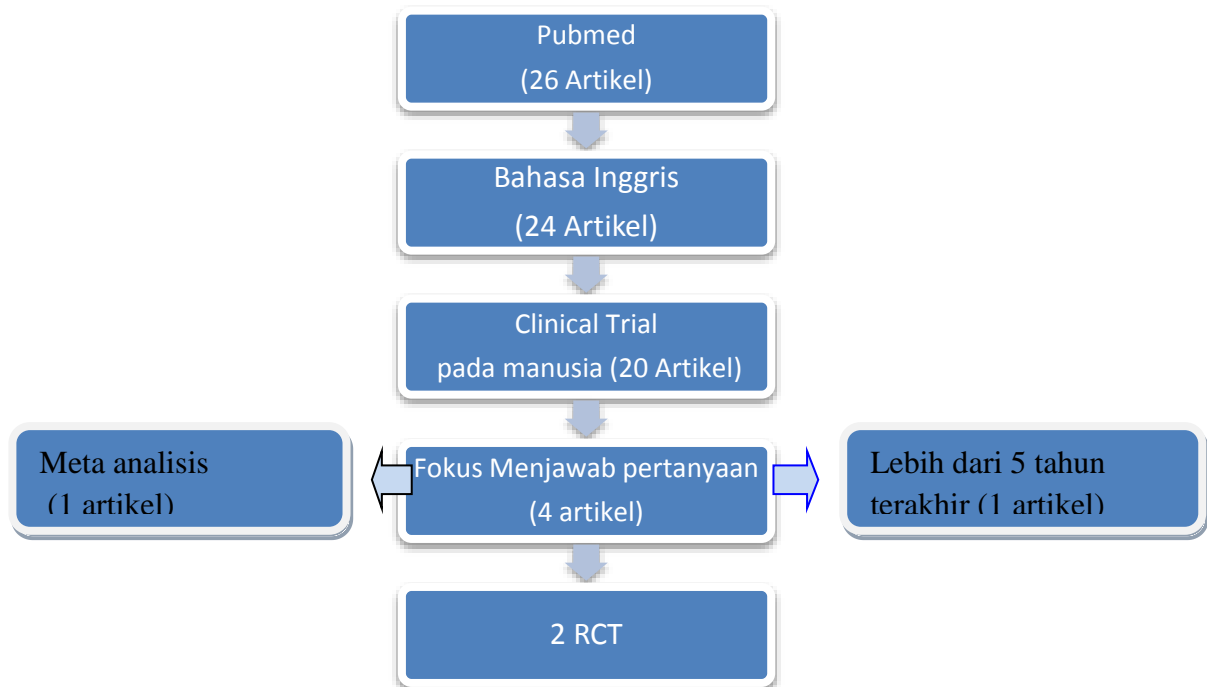 Pubmed
(26 Artikel)
Bahasa Inggris
(24 Artikel)
Clinical Trial
pada manusia (20 Artikel)
Meta analisis
(1 artikel)
Fokus Menjawab pertanyaan
(4 artikel)
Lebih dari 5 tahun
terakhir (1 artikel)
2 RCT